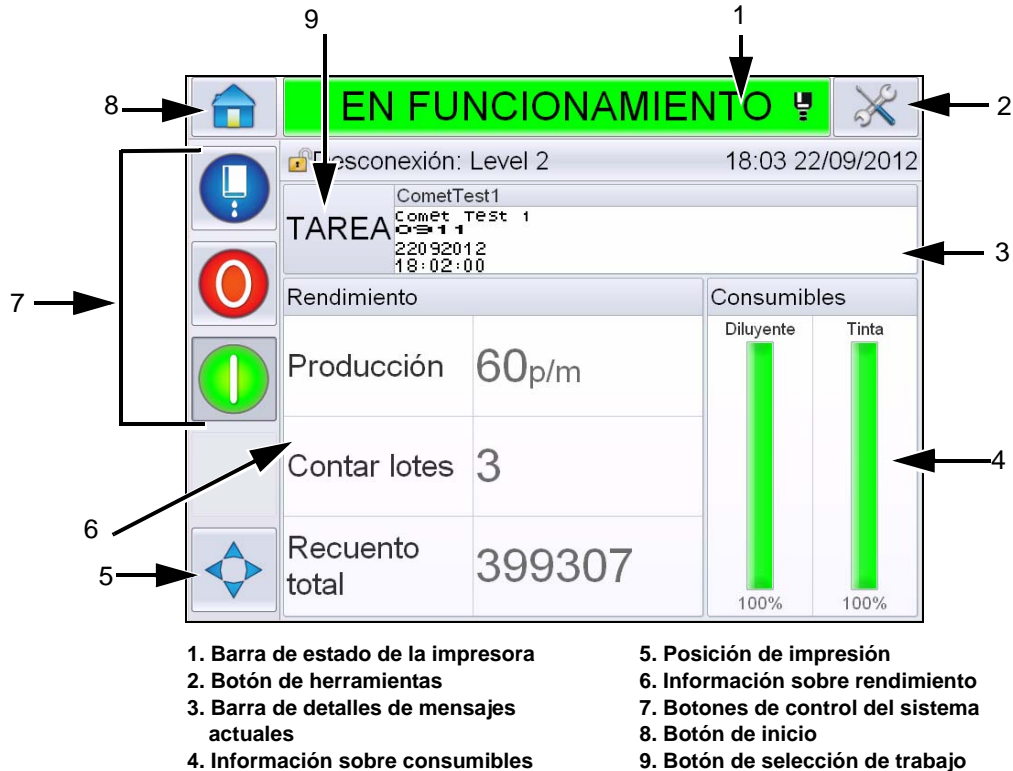 9
1
8
EN FUNCIONAMIENTO
2
Desconexión: Level 2 18:03 22/09/2012
CometTest1
TAREA
Comet Test 1
0911
22092012
18:02:00
3
7
Rendimiento
Consumibles
Diluyente Tinta
Producción 60p/m
Contar lotes 3
4
6
Recuento
total
399307
5
100% 100%
1. Barra de estado de la impresora
2. Botón de herramientas
3. Barra de detalles de mensajes
actuales
4. Información sobre consumibles
5. Posición de impresión
6. Información sobre rendimiento
7. Botones de control del sistema
8. Botón de inicio
9. Botón de selección de trabajo